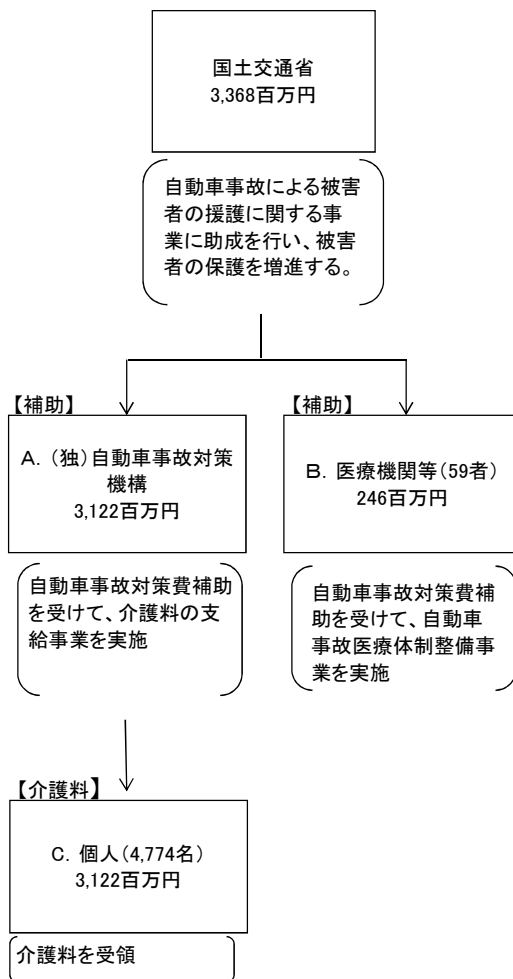 国土交通省
3,368百万円
自動車事故による被害
者の援護に関する事
業に助成を行い、被害
者の保護を増進する。
【補助】
A.（独）自動車事故対策
機構
3,122百万円
自動車事故対策費補助
を受けて、介護料の支
給事業を実施
【補助】
B．医療機関等（59者）
246百万円
自動車事故対策費補
助を受けて、自動車
事故医療体制整備事
業を実施
【介護料】
C．個人（4,774名）
3,122百万円
介護料を受領